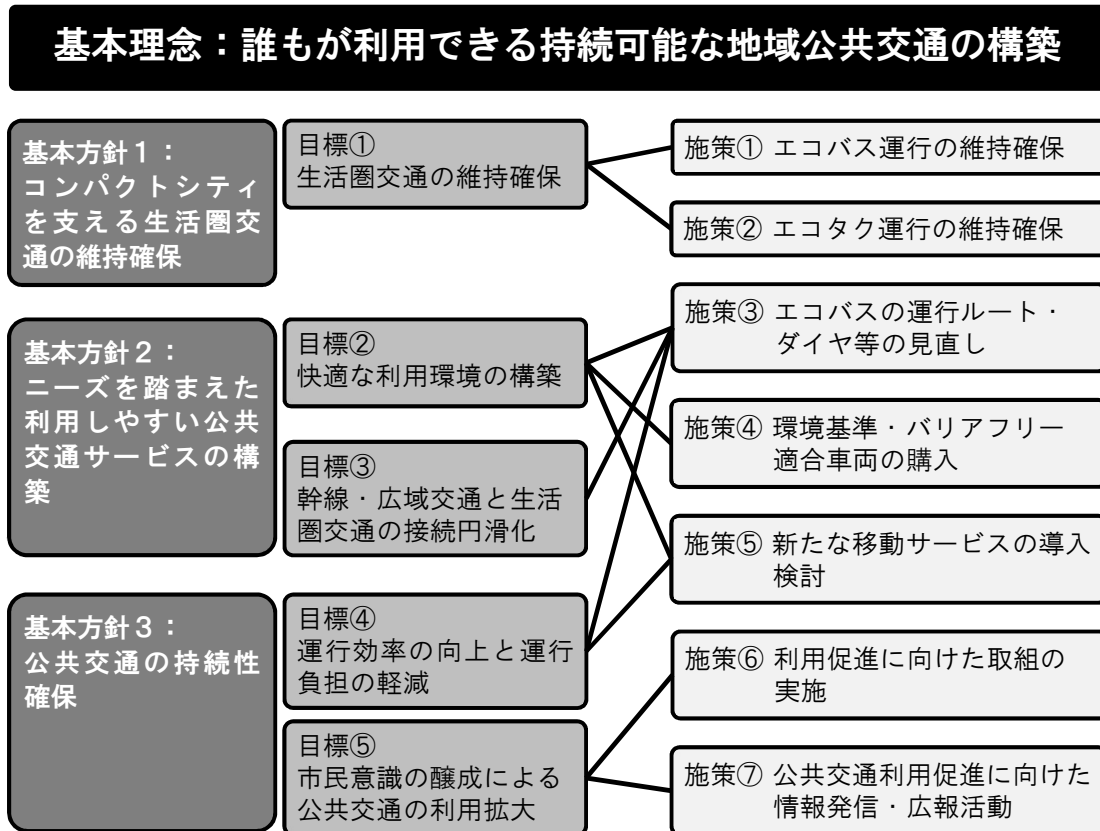 基本理念：誰もが利用できる持続可能な地域公共交通の構築
基本方針１：
コンパクトシティ
を支える生活圏交
通の維持確保
目標①
生活圏交通の維持確保
施策① エコバス運行の維持確保
施策② エコタク運行の維持確保
基本方針２：
ニーズを踏まえた
利用しやすい公共
交通サービスの構
築
目標②
快適な利用環境の構築
目標③
幹線・広域交通と生活
圏交通の接続円滑化
施策③ エコバスの運行ルート・
ダイヤ等の見直し
施策④ 環境基準・バリアフリー
適合車両の購入
施策⑤ 新たな移動サービスの導入
検討
基本方針３：
公共交通の持続性
確保
目標④
運行効率の向上と運行
負担の軽減
目標⑤
市民意識の醸成による
公共交通の利用拡大
施策⑥ 利用促進に向けた取組の
実施
施策⑦ 公共交通利用促進に向けた
情報発信・広報活動